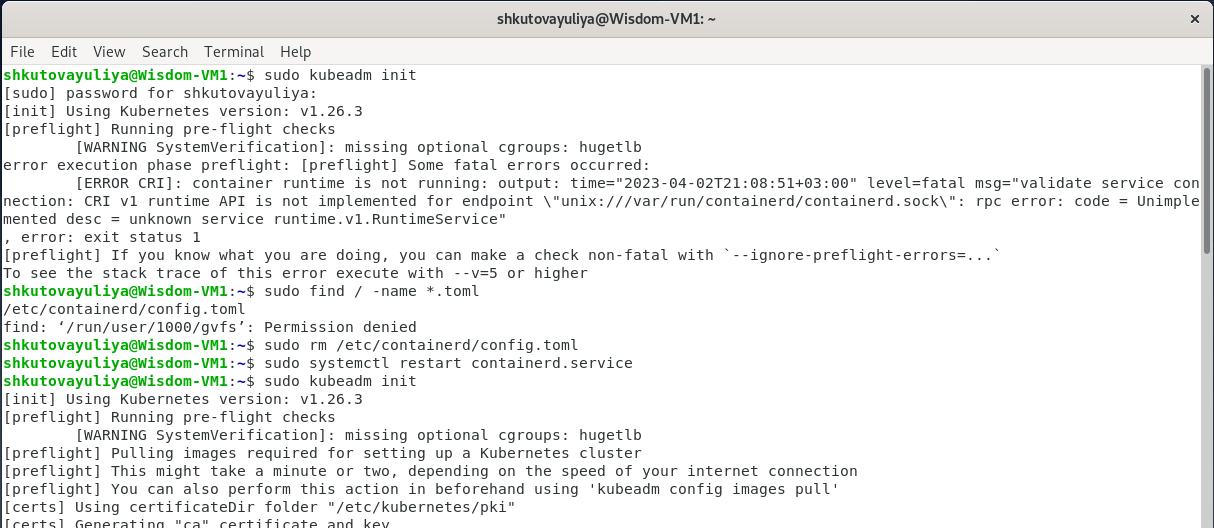 shkutovayuliya@Wisdom-VM1: ~
×
File Edit View Search Terminal Help
shkutovayuliya@Wisdom-VM1:~$ sudo kubeadm init
[sudo] password for shkutovayuliya:
[init] Using Kubernetes version: v1.26.3
[preflight] Running pre-flight checks
        [WARNING SystemVerification]: missing optional cgroups: hugetlb
error execution phase preflight: [preflight] Some fatal errors occurred:
        [ERROR CRI]: container runtime is not running: output: time="2023-04-02T21:08:51+03:00" level=fatal msg="validate service con
nection: CRI v1 runtime API is not implemented for endpoint \"unix:///var/run/containerd/containerd.sock\": rpc error: code = Unimple
mented desc = unknown service runtime.v1.RuntimeService"
, error: exit status 1
[preflight] If you know what you are doing, you can make a check non-fatal with `--ignore-preflight-errors=...`
To see the stack trace of this error execute with --v=5 or higher
shkutovayuliya@Wisdom-VM1:~$ sudo find / -name *.toml
/etc/containerd/config.toml
find: ‘/run/user/1000/gvfs’: Permission denied
shkutovayuliya@Wisdom-VM1:~$ sudo rm /etc/containerd/config.toml
shkutovayuliya@Wisdom-VM1:~$ sudo systemctl restart containerd.service
shkutovayuliya@Wisdom-VM1:~$ sudo kubeadm init
[init] Using Kubernetes version: v1.26.3
[preflight] Running pre-flight checks
        [WARNING SystemVerification]: missing optional cgroups: hugetlb
[preflight] Pulling images required for setting up a Kubernetes cluster
[preflight] This might take a minute or two, depending on the speed of your internet connection
[preflight] You can also perform this action in beforehand using 'kubeadm config images pull'
[certs] Using certificateDir folder "/etc/kubernetes/pki"
[certs] Generating "ca" certificate and key